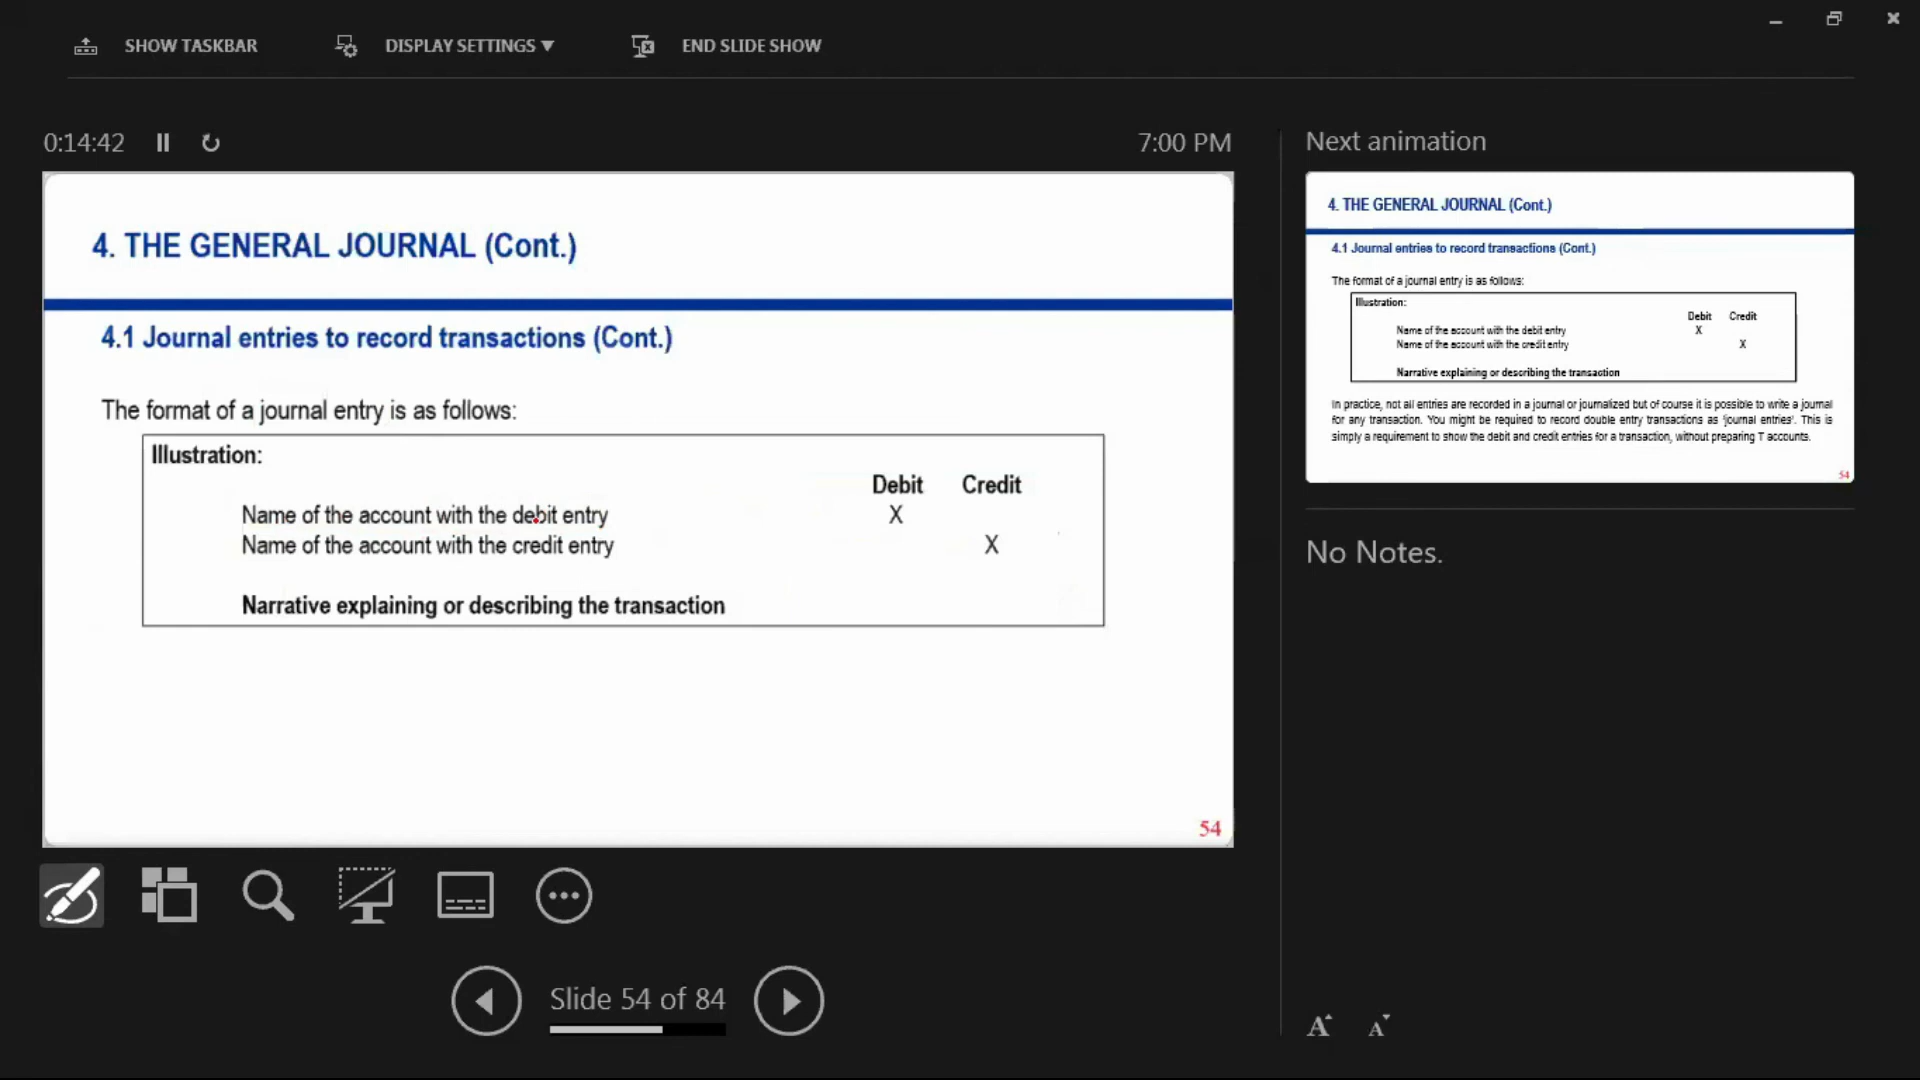 SHOW TASKBAR
DISPLAY SETTINGS ▼
END SLIDE SHOW
0:14:42
7:00 PM
4. THE GENERAL JOURNAL (Cont.)
4.1 Journal entries to record transactions (Cont.)
The format of a journal entry is as follows:
Illustration:
Debit Credit
Name of the account with the debit entry X
Name of the account with the credit entry X
Narrative explaining or describing the transaction
54
Slide 54 of 84
Next animation
4. THE GENERAL JOURNAL (Cont.)
4.1 Journal entries to record transactions (Cont.)
The format of a journal entry is as follows:
Illustration:
Debit Credit
Name of the account with the debit entry X
Name of the account with the credit entry X
Narrative explaining or describing the transaction
In practice, not all entries are recorded in a journal or journalized but of course it is possible to write a journal
for any transaction. You might be required to record double entry transactions as 'journal entries'. This is
simply a requirement to show the debit and credit entries for a transaction, without preparing T accounts.
54
No Notes.
A A